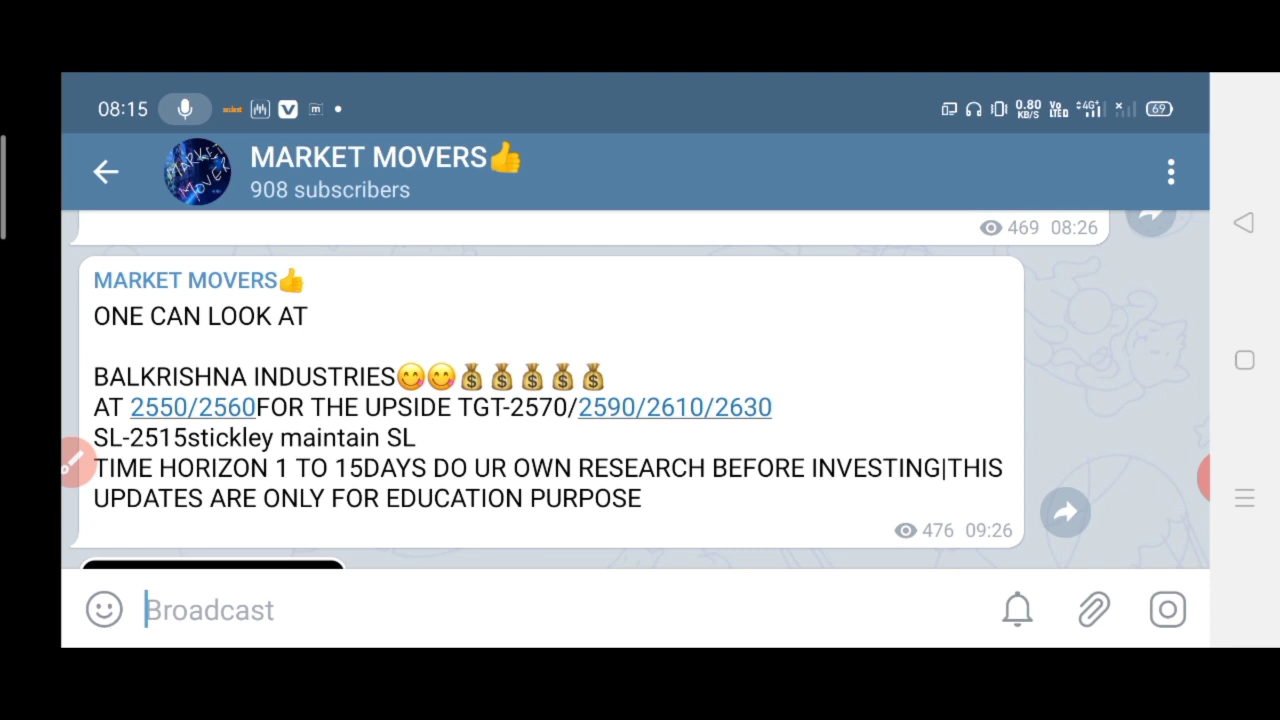 08:15
0.80
KB/S
Vo
LTE
4G+
69
MARKET MOVERS👍
908 subscribers
469 08:26
MARKET MOVERS👍
ONE CAN LOOK AT
BALKRISHNA INDUSTRIES😋😋💰💰💰💰💰
AT 2550/2560FOR THE UPSIDE TGT-2570/2590/2610/2630
SL-2515stickley maintain SL
TIME HORIZON 1 TO 15DAYS DO UR OWN RESEARCH BEFORE INVESTING|THIS
UPDATES ARE ONLY FOR EDUCATION PURPOSE
476 09:26
Broadcast